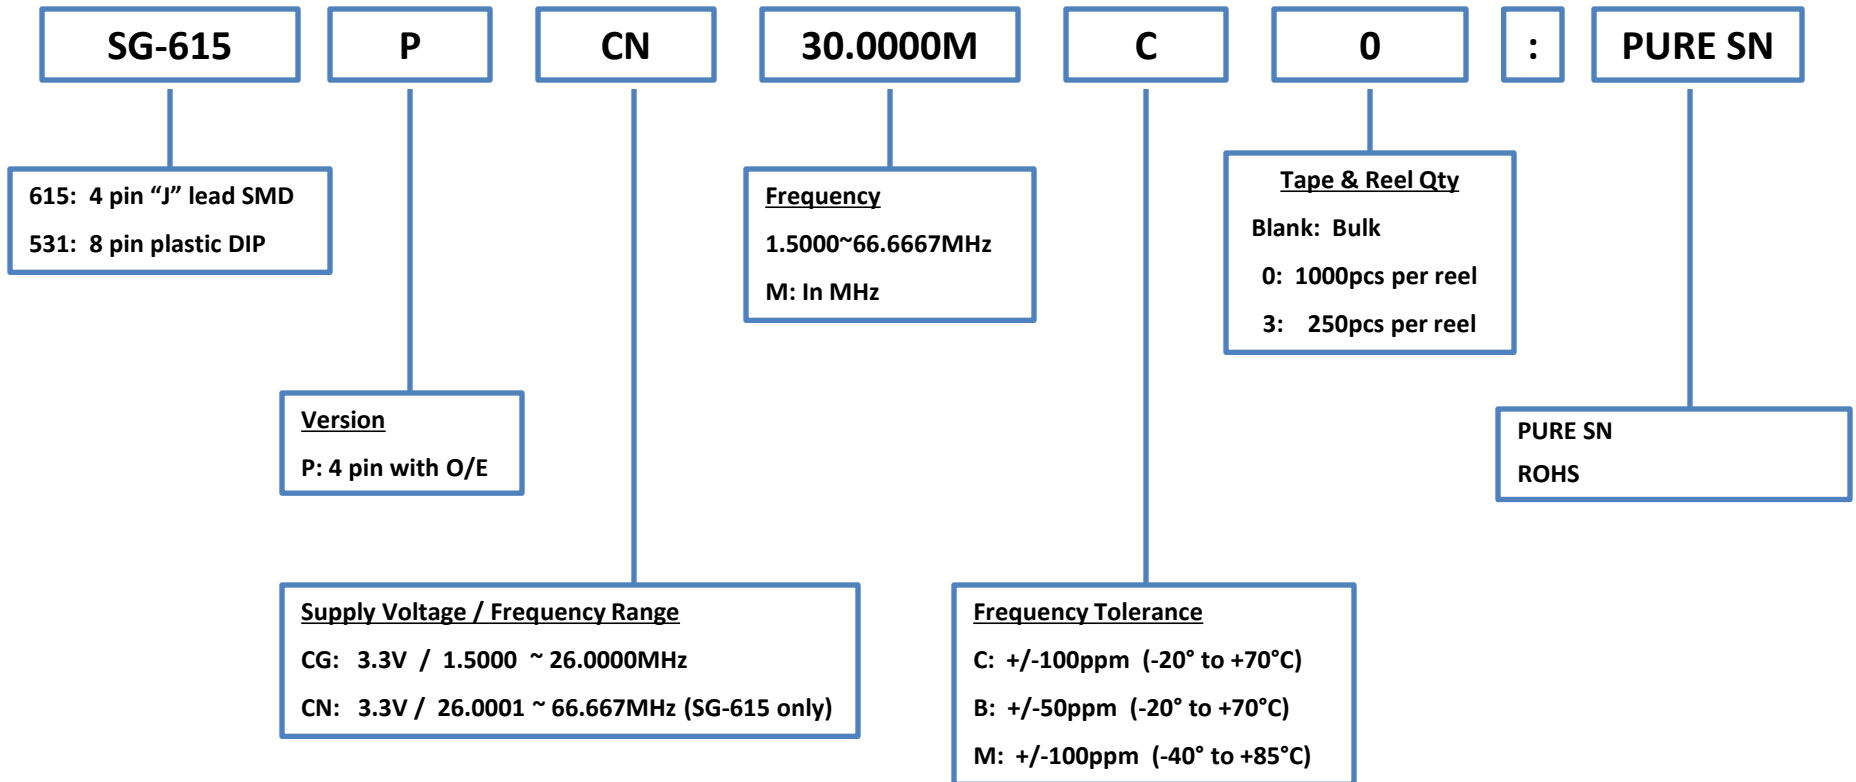 SG-615 P CN 30.0000M C 0 : PURE SN
615: 4 pin “J” lead SMD
531: 8 pin plastic DIP
Frequency
1.5000~66.6667MHz
M: In MHz
Tape & Reel Qty
Blank: Bulk
0: 1000pcs per reel
3: 250pcs per reel
Version
P: 4 pin with O/E
PURE SN
ROHS
Supply Voltage / Frequency Range
CG: 3.3V / 1.5000 ~ 26.0000MHz
CN: 3.3V / 26.0001 ~ 66.667MHz (SG-615 only)
Frequency Tolerance
C: +/-100ppm (-20° to +70°C)
B: +/-50ppm (-20° to +70°C)
M: +/-100ppm (-40° to +85°C)